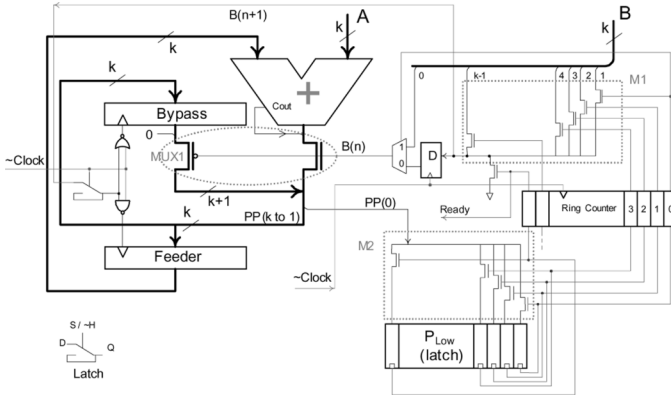 B(n+1)
A
B
k
k
k
k
0
k-1
4
3
2
1
M1
+
Cout
Bypass
0
MUX1
B(n)
1
0
D
~Clock
k+1
PP(k to 1)
PP(0)
k
Ready
Ring Counter
3
2
1
0
M2
Feeder
~Clock
S / ~H
D
Q
Latch
PLow
(latch)